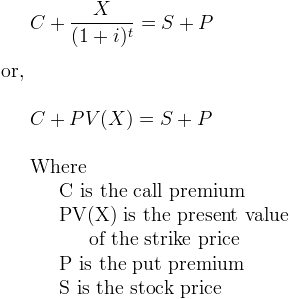 C + X/(1 + i)^t = S + P
or,
C + PV(X) = S + P
Where
C is the call premium
PV(X) is the present value
of the strike price
P is the put premium
S is the stock price